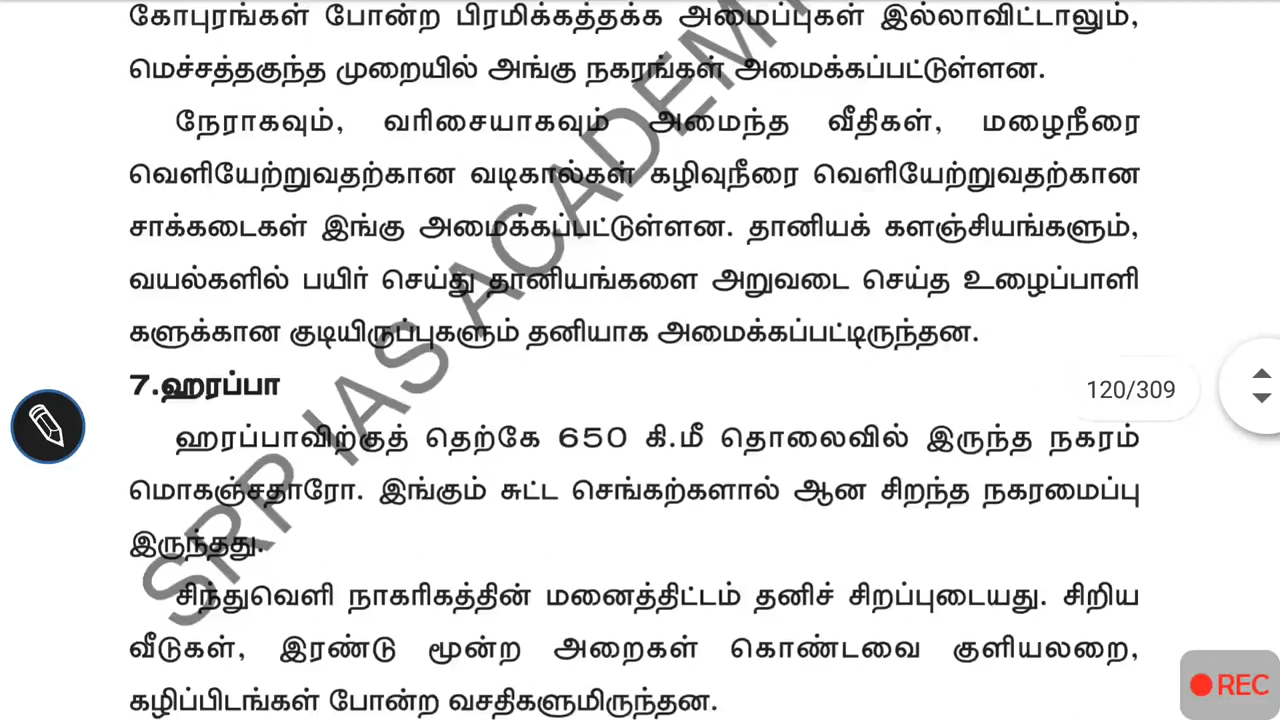 கோபுரங்கள் போன்ற பிரமிக்கத்தக்க அமைப்புகள் இல்லாவிட்டாலும்,
மெச்சத்தகுந்த முறையில் அங்கு நகரங்கள் அமைக்கப்பட்டுள்ளன.
நேராகவும், வரிசையாகவும் அமைந்த வீதிகள், மழைநீரை
வெளியேற்றுவதற்கான வடிகால்கள் கழிவுநீரை வெளியேற்றுவதற்கான
சாக்கடைகள் இங்கு அமைக்கப்பட்டுள்ளன. தானியக் களஞ்சியங்களும்,
வயல்களில் பயிர் செய்து தானியங்களை அறுவடை செய்த உழைப்பாளி
களுக்கான குடியிருப்புகளும் தனியாக அமைக்கப்பட்டிருந்தன.
7.ஹரப்பா
120/309
ஹரப்பாவிற்குத் தெற்கே 650 கி.மீ தொலைவில் இருந்த நகரம்
மொகஞ்சதாரோ. இங்கும் சுட்ட செங்கற்களால் ஆன சிறந்த நகரமைப்பு
இருந்தது.
சிந்துவெளி நாகரிகத்தின் மனைத்திட்டம் தனிச் சிறப்புடையது. சிறிய
வீடுகள், இரண்டு மூன்ற அறைகள் கொண்டவை குளியலறை,
கழிப்பிடங்கள் போன்ற வசதிகளுமிருந்தன.
REC
SRP IAS ACADEMY